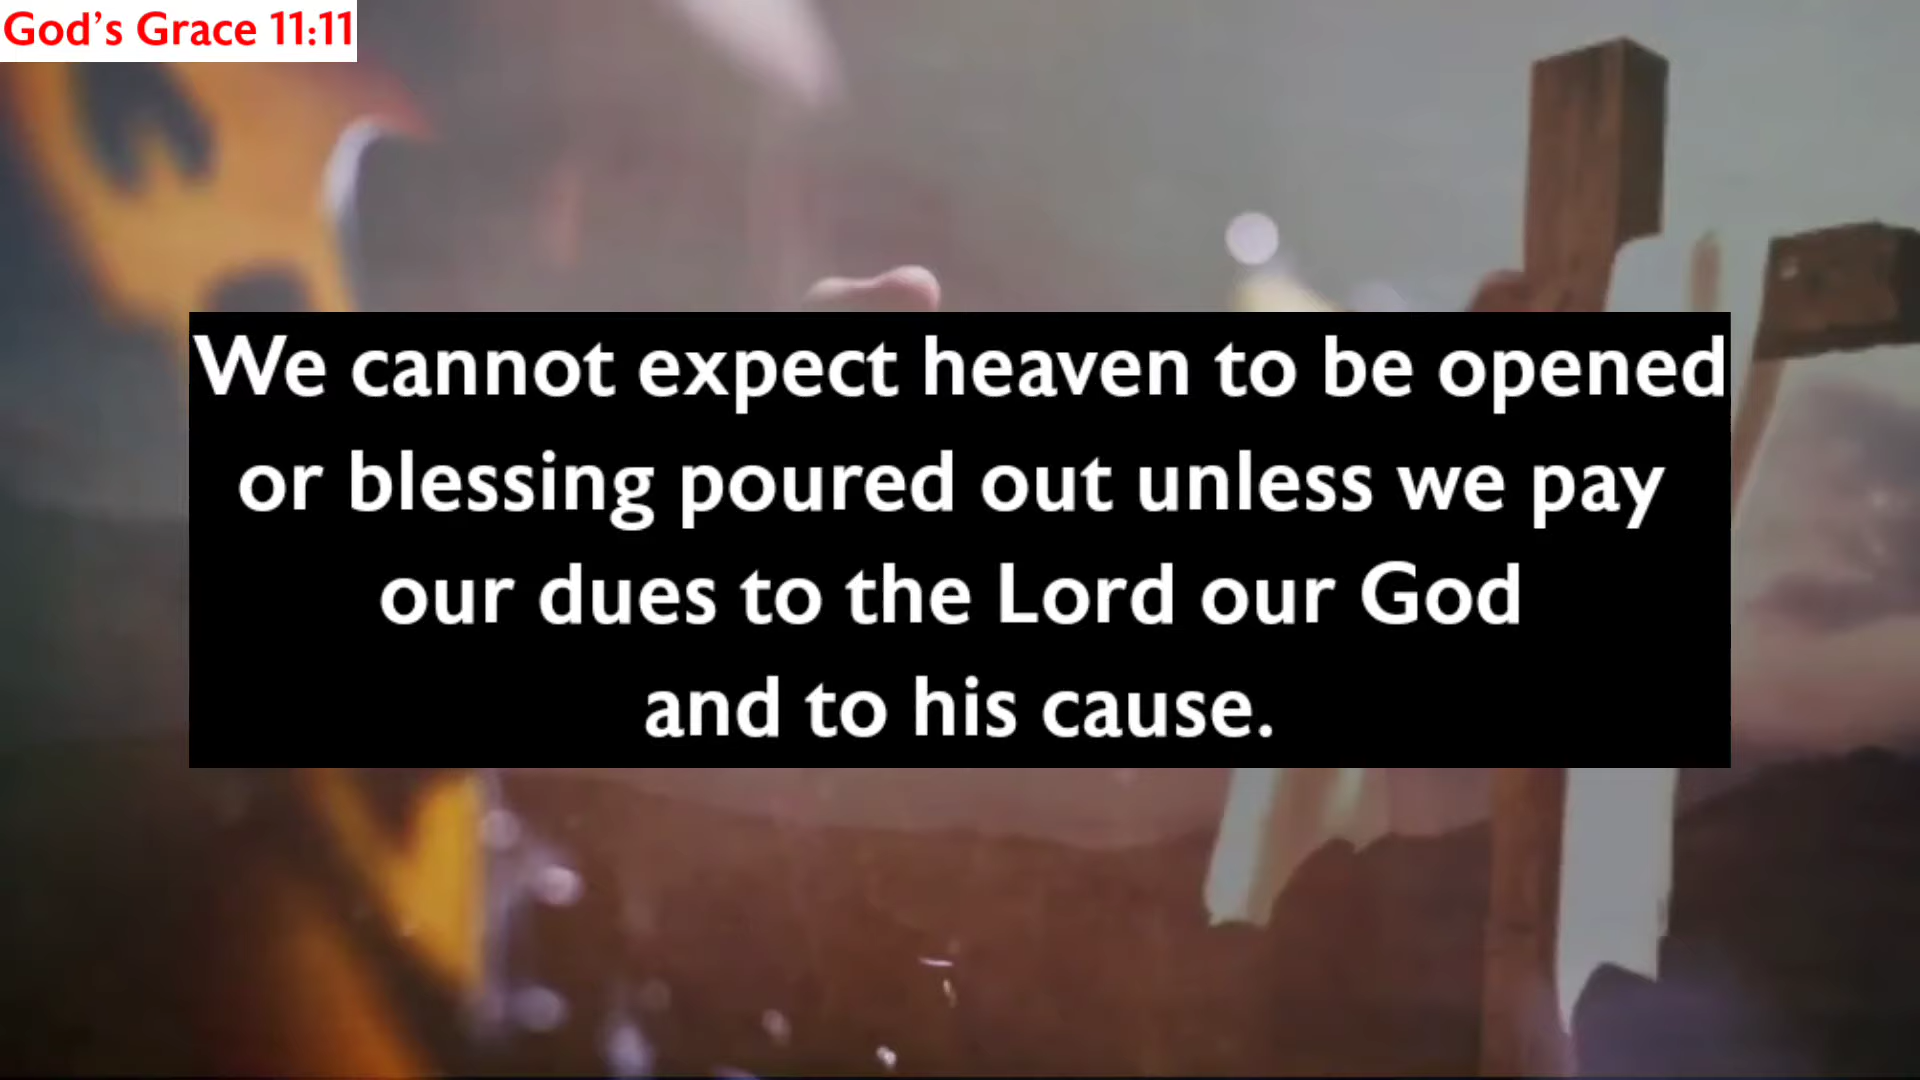 God's Grace 11:11
We cannot expect heaven to be opened
or blessing poured out unless we pay
our dues to the Lord our God
and to his cause.